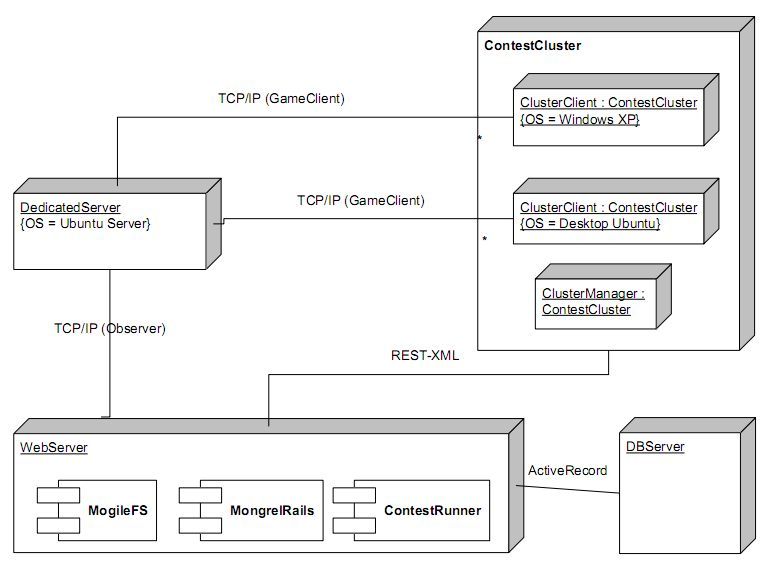 ContestCluster
TCP/IP (GameClient)
ClusterClient : ContestCluster
{OS = Windows XP}
*
DedicatedServer
{OS = Ubuntu Server}
TCP/IP (GameClient)
ClusterClient : ContestCluster
{OS = Desktop Ubuntu}
*
ClusterManager :
ContestCluster
TCP/IP (Observer)
REST-XML
WebServer
MogileFS
MongrelRails
ContestRunner
ActiveRecord
DBServer